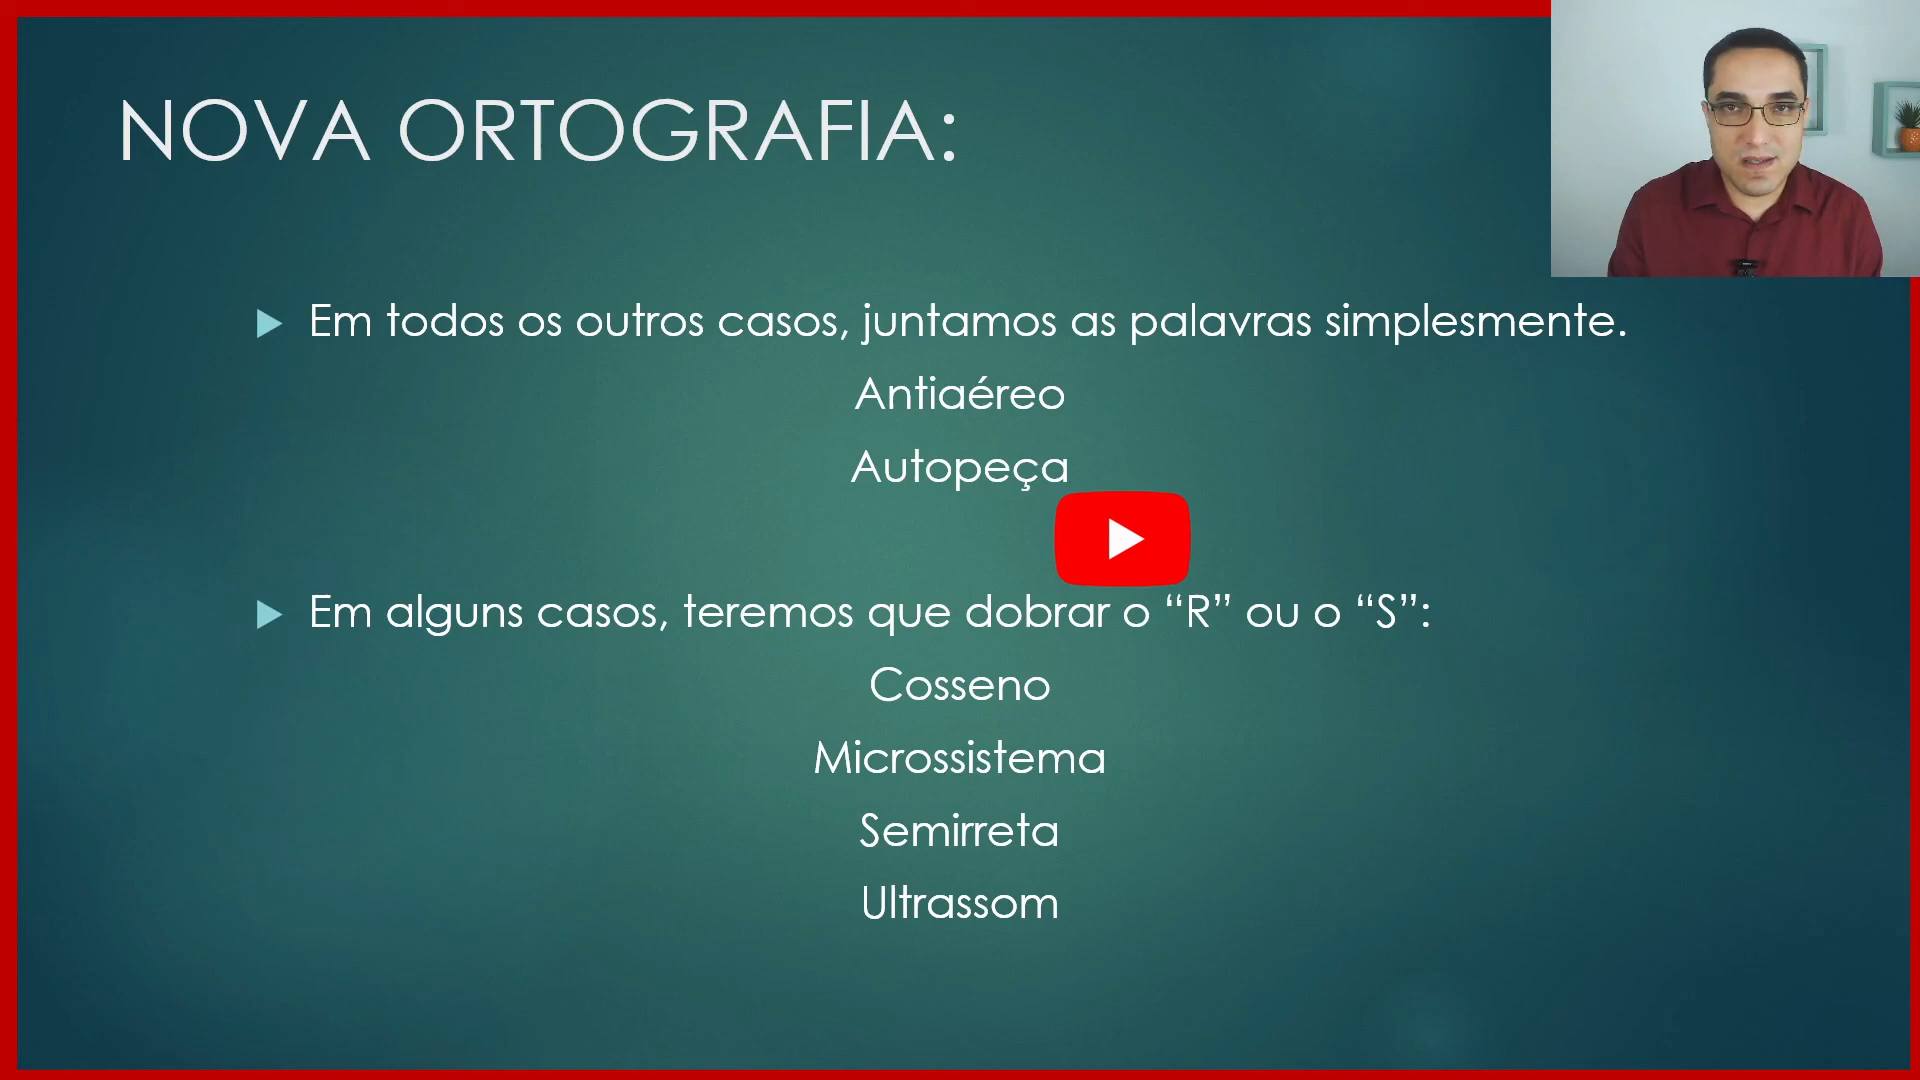 NOVA ORTOGRAFIA:
Em todos os outros casos, juntamos as palavras simplesmente.
Antiaéreo
Autopeça
Em alguns casos, teremos que dobrar o “R” ou o “S”:
Cosseno
Microssistema
Semirreta
Ultrassom